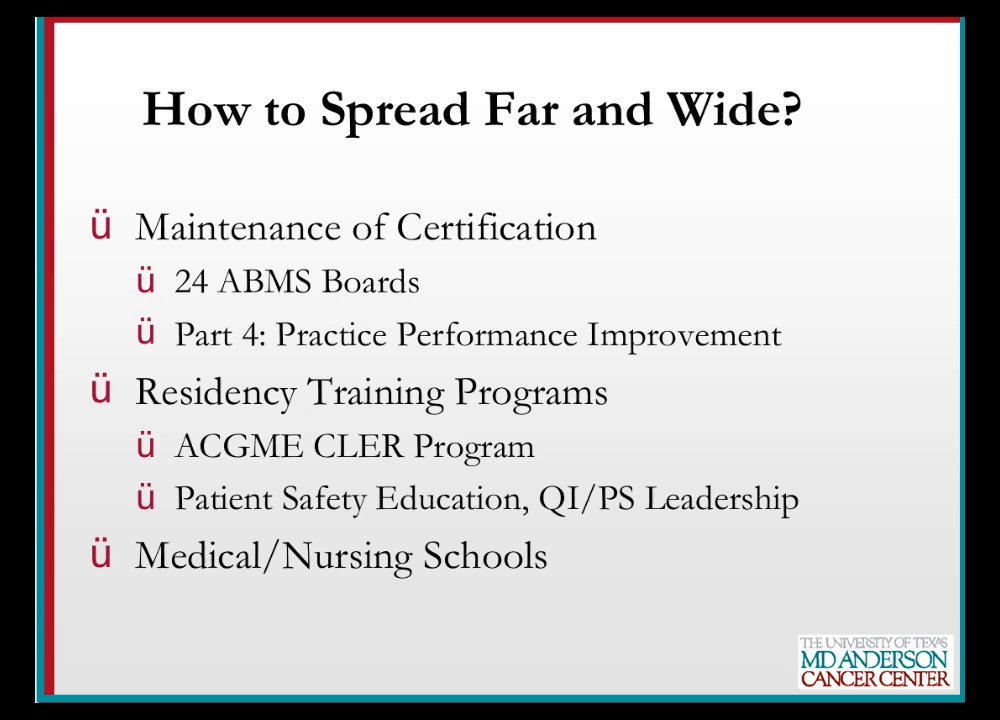 How to Spread Far and Wide?
ü Maintenance of Certification
ü 24 ABMS Boards
ü Part 4: Practice Performance Improvement
ü Residency Training Programs
ü ACGME CLER Program
ü Patient Safety Education, QI/PS Leadership
ü Medical/Nursing Schools
THE UNIVERSITY OF TEXAS
MD ANDERSON
CANCER CENTER